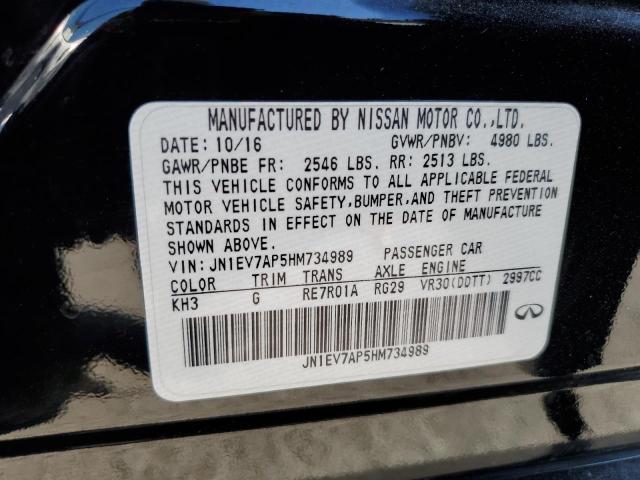 MANUFACTURED BY NISSAN MOTOR CO.,LTD.
DATE: 10/16 GVWR/PNBV: 4980 LBS.
GAWR/PNBE FR: 2546 LBS. RR: 2513 LBS.
THIS VEHICLE CONFORMS TO ALL APPLICABLE FEDERAL
MOTOR VEHICLE SAFETY,BUMPER,AND THEFT PREVENTION
STANDARDS IN EFFECT ON THE DATE OF MANUFACTURE
SHOWN ABOVE.
VIN: JN1EV7AP5HM734989 PASSENGER CAR
COLOR TRIM TRANS AXLE ENGINE
KH3 G RE7R01A RG29 VR30(DDTT) 2997CC
JN1EV7AP5HM734989